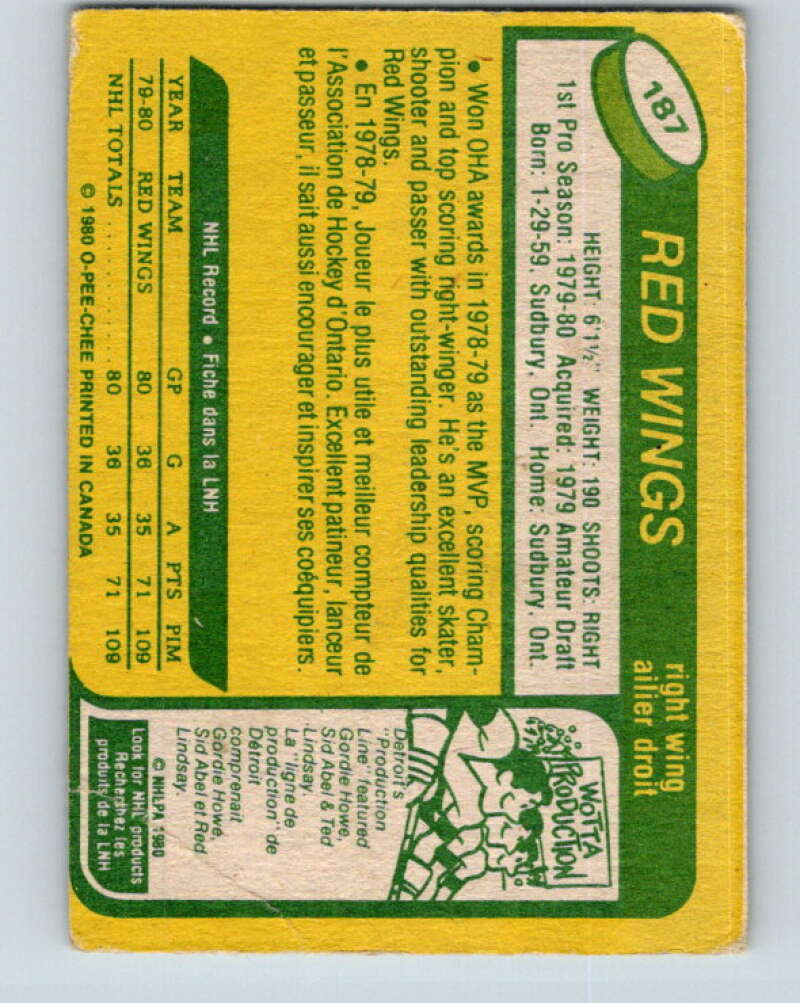 187
RED WINGS
right wing
ailier droit
HEIGHT: 6'1½" WEIGHT: 190 SHOOTS: RIGHT
1st Pro Season: 1979-80 Acquired: 1979 Amateur Draft
Born: 1-29-59, Sudbury, Ont. Home: Sudbury, Ont.
• Won OHA awards in 1978-79 as the MVP, scoring Cham-
pion and top scoring right-winger. He's an excellent skater,
shooter and passer with outstanding leadership qualities for
Red Wings.
• En 1978-79, Joueur le plus utile et meilleur compteur de
l'Association de Hockey d'Ontario. Excellent patineur, lanceur
et passeur, il sait aussi encourager et inspirer ses coéquipiers.
NHL Record • Fiche dans la LNH
YEAR TEAM GP G A PTS PIM
79-80 RED WINGS 80 36 35 71 109
NHL TOTALS .......... 80 36 35 71 109
© 1980 O-PEE-CHEE PRINTED IN CANADA
WOTTA
PRODUCTION
Detroit's
"Production
Line" featured
Gordie Howe,
Sid Abel & Ted
Lindsay.
La "ligne de
production" de
Détroit
comprenait
Gordie Howe,
Sid Abel et Red
Lindsay.
© NHLPA 1980
Look for NHL products
Recherchez les
produits de la LNH